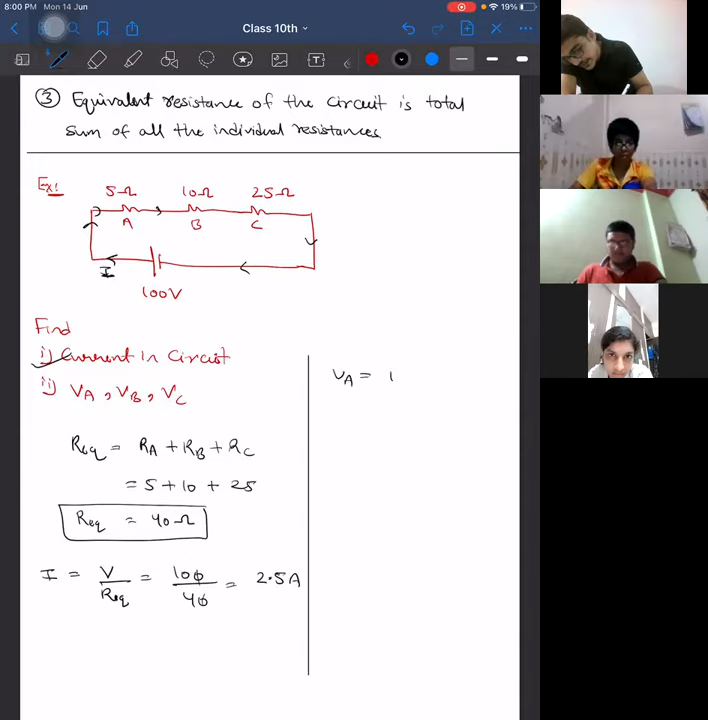 8:00 PM Mon 14 Jun
19%
Class 10th
③ Equivalent resistance of the circuit is total
sum of all the individual resistances
Ex:
5Ω 10Ω 25Ω
A B C
I
100V
Find
i) Current in Circuit
ii) VA, VB, VC
Req = RA + RB + RC
= 5 + 10 + 25
Req = 40Ω
I = V/Req = 100/40 = 2.5A
VA = I